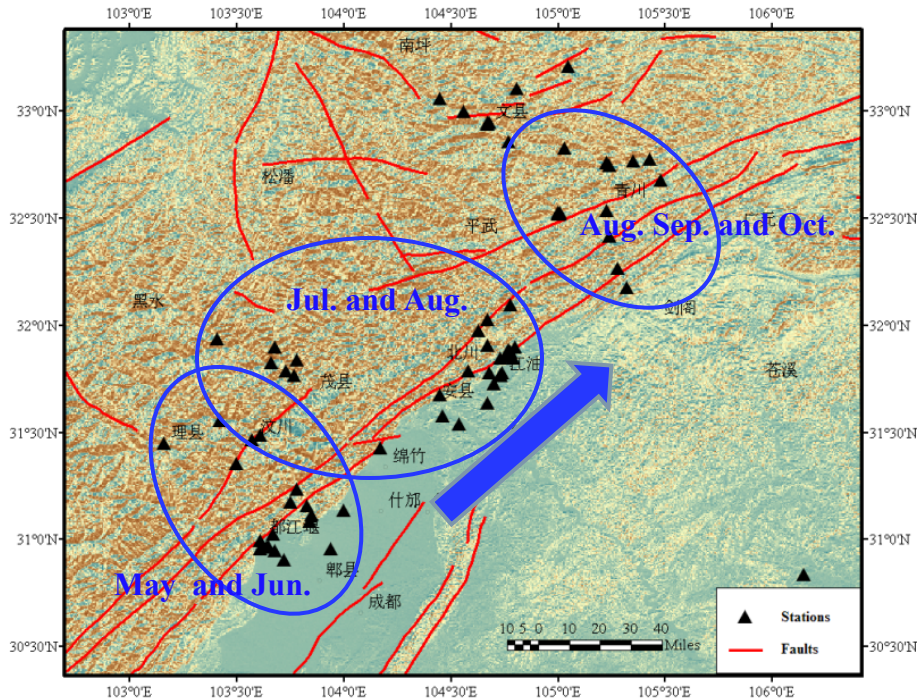 103°0'E 103°30'E 104°0'E 104°30'E 105°0'E 105°30'E 106°0'E
南坪
33°0'N
文县
33°0'N
松潘
青川
32°30'N
平武
广元
32°30'N
Aug. Sep. and Oct.
黑水
Jul. and Aug.
剑阁
32°0'N
32°0'N
北川
江油
苍溪
茂县
安县
理县
汶川
31°30'N
31°30'N
绵竹
什邡
都江堰
31°0'N
31°0'N
郫县
May and Jun.
成都
Stations
30°30'N
10 5 0 10 20 30 40
Miles
Faults
30°30'N
103°0'E 103°30'E 104°0'E 104°30'E 105°0'E 105°30'E 106°0'E